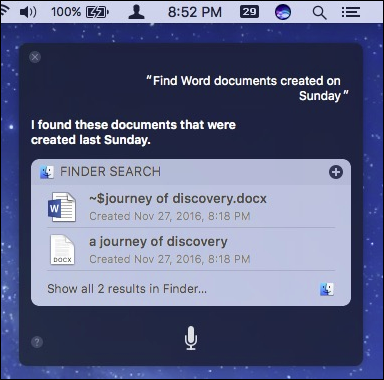 100% 8:52 PM 29
“Find Word documents created on
Sunday”
I found these documents that were
created last Sunday.
FINDER SEARCH
~$journey of discovery.docx
Created Nov 27, 2016, 8:18 PM
W
a journey of discovery
Created Nov 27, 2016, 8:18 PM
DOCX
Show all 2 results in Finder...
?